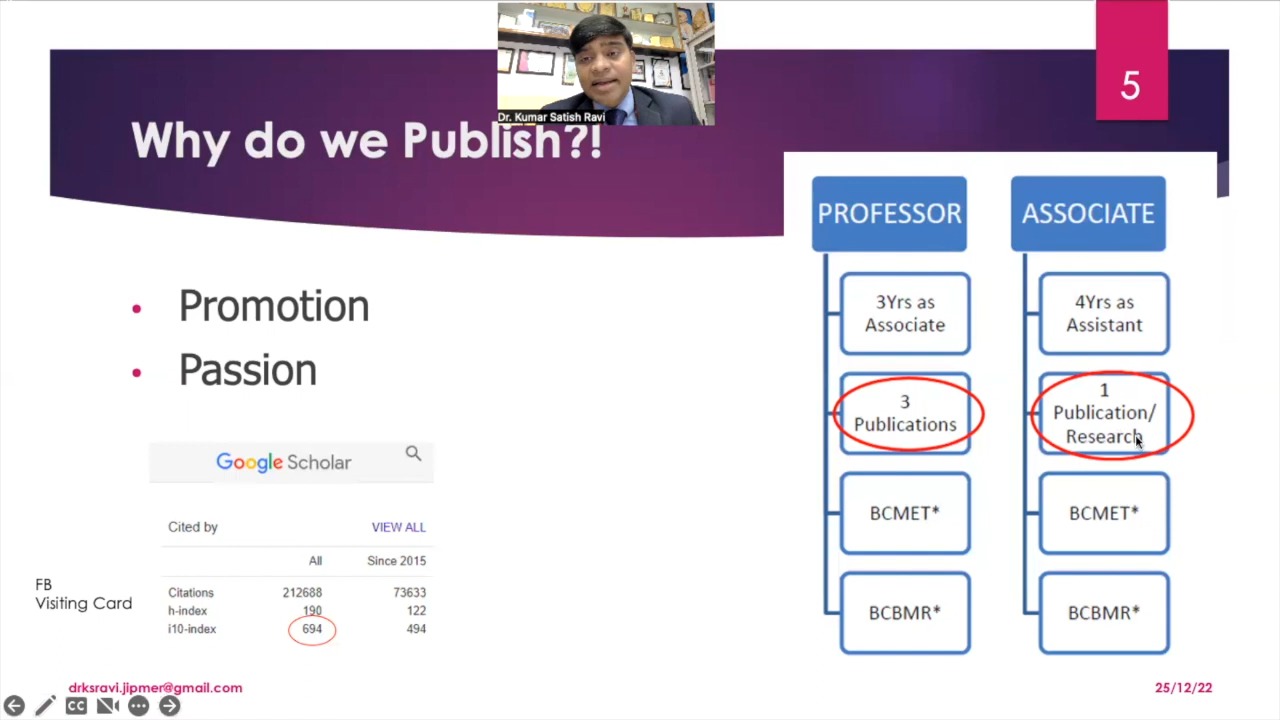 Dr. Kumar Satish Ravi
5
Why do we Publish?!
• Promotion
• Passion
Google Scholar
Cited by VIEW ALL
All Since 2015
Citations 212688 73633
h-index 190 122
i10-index 694 494
FB
Visiting Card
PROFESSOR
3Yrs as
Associate
3
Publications
BCMET*
BCBMR*
ASSOCIATE
4Yrs as
Assistant
1
Publication/
Research
BCMET*
BCBMR*
drksravi.jipmer@gmail.com
25/12/22
CC